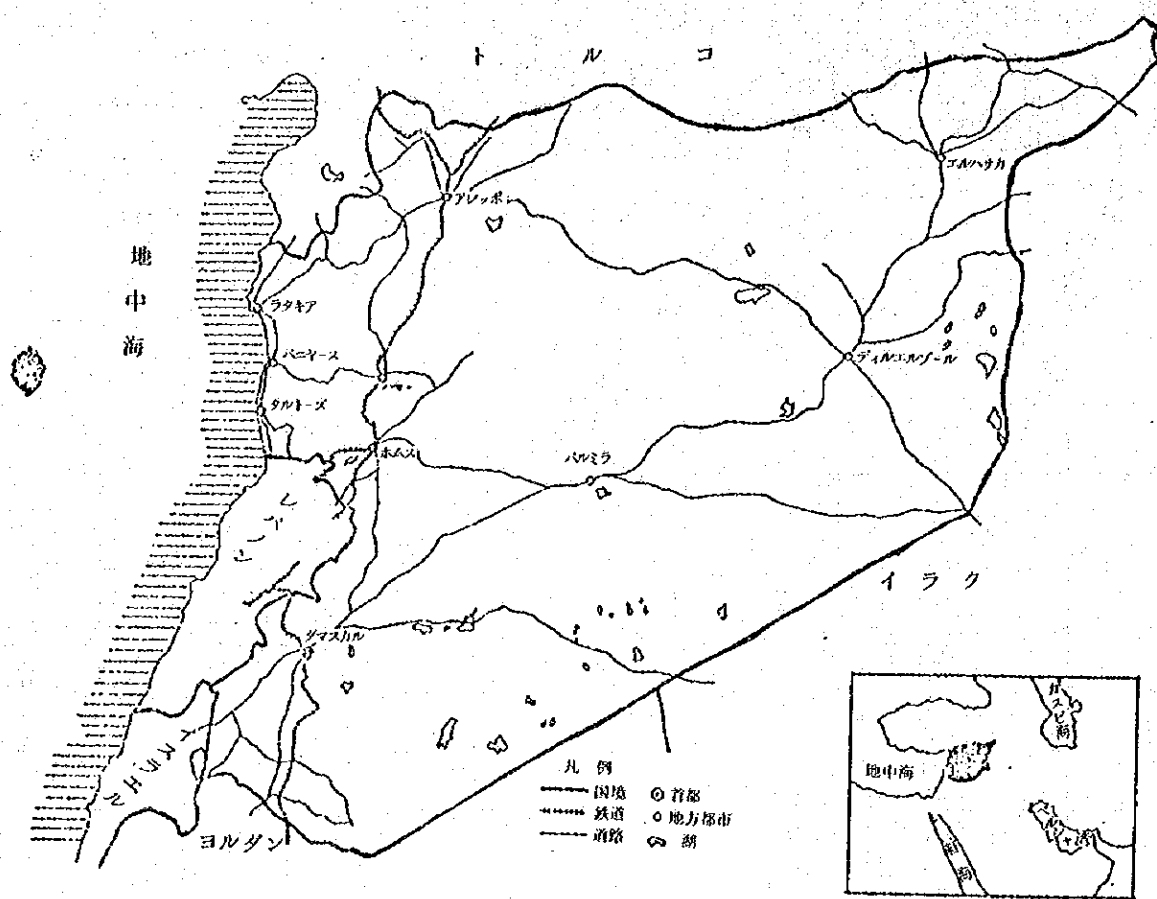 トルコ
地中海
エルハサカ
アレッポ
ラタキア
バニヤース
ディルエルゾール
タルトーズ
ホムス
パルミラ
レバノン
イラク
ダマスカル
イスラエル
ヨルダン
凡例
国境
首都
鉄道
地方都市
道路
湖
カスピ海
地中海
ペルシャ湾
紅海